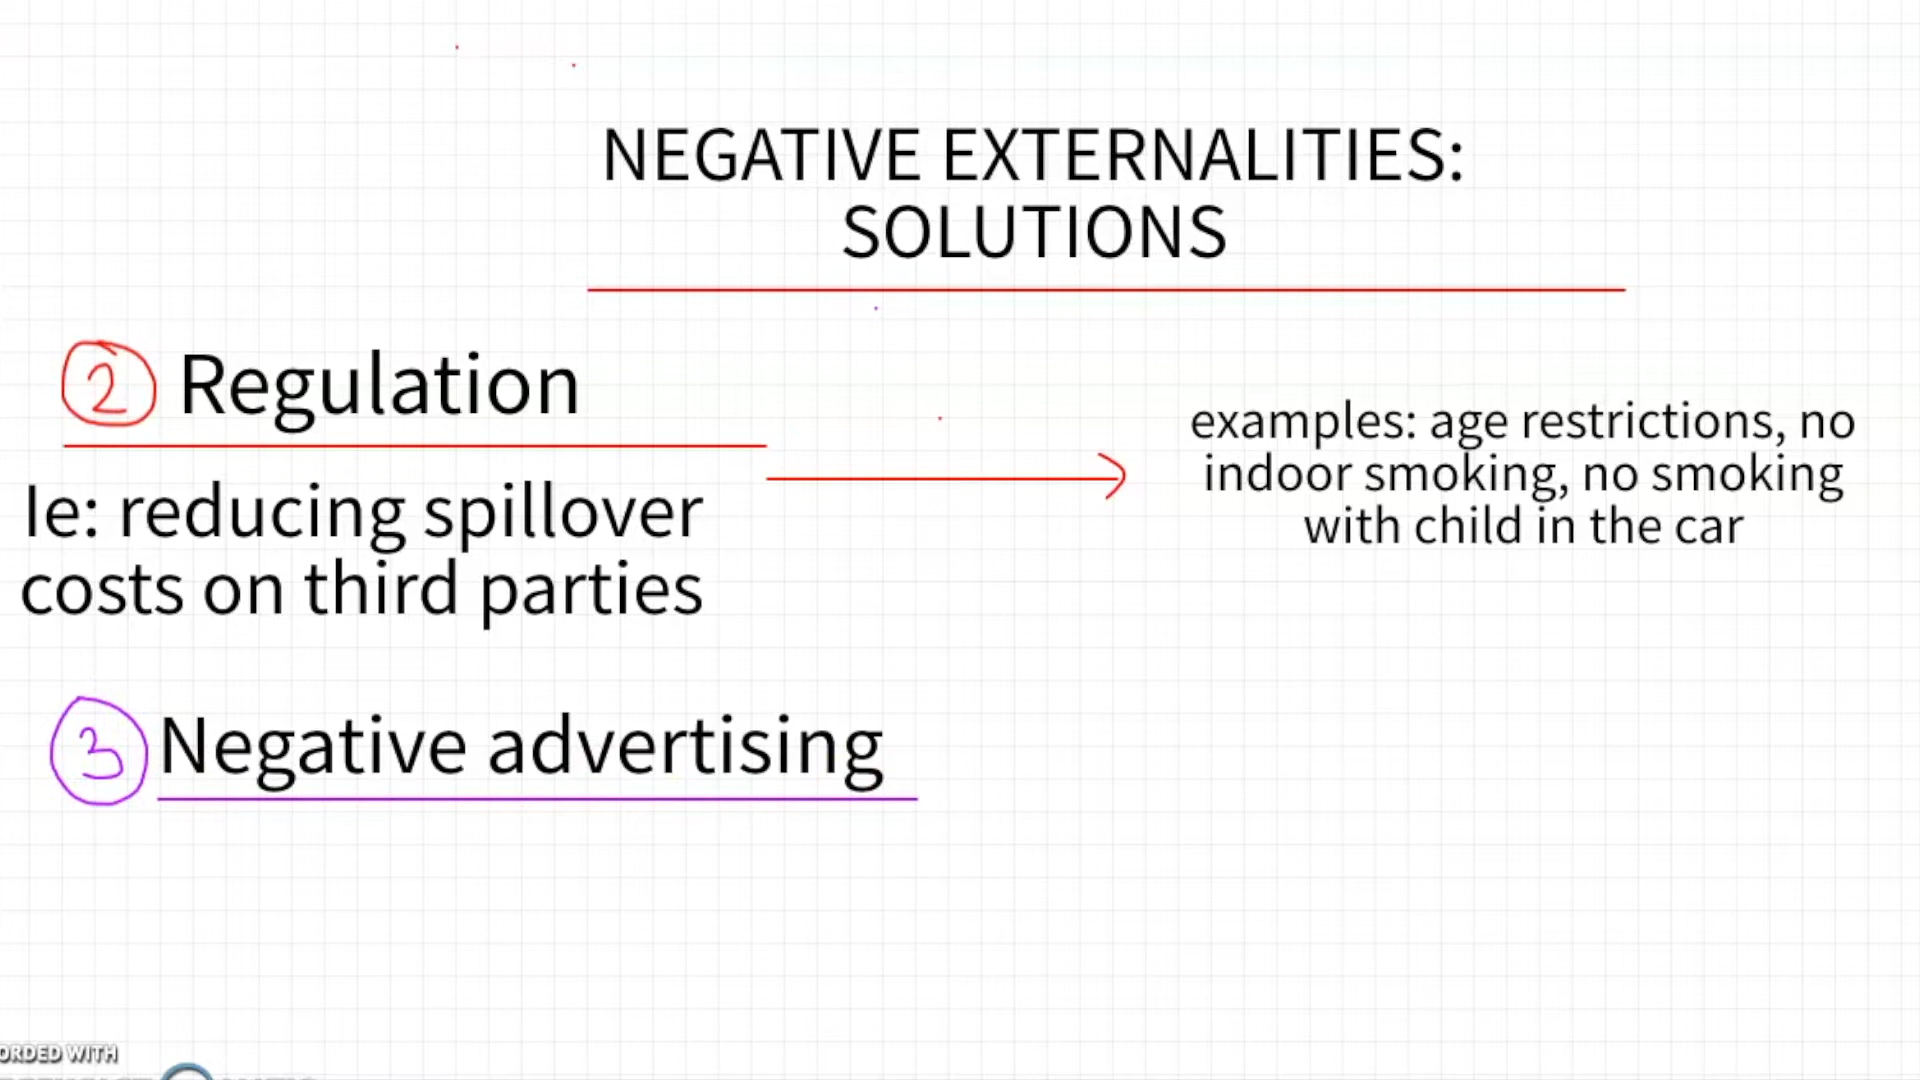 NEGATIVE EXTERNALITIES:
SOLUTIONS
2 Regulation
Ie: reducing spillover
costs on third parties
examples: age restrictions, no
indoor smoking, no smoking
with child in the car
3 Negative advertising
ORDED WITH